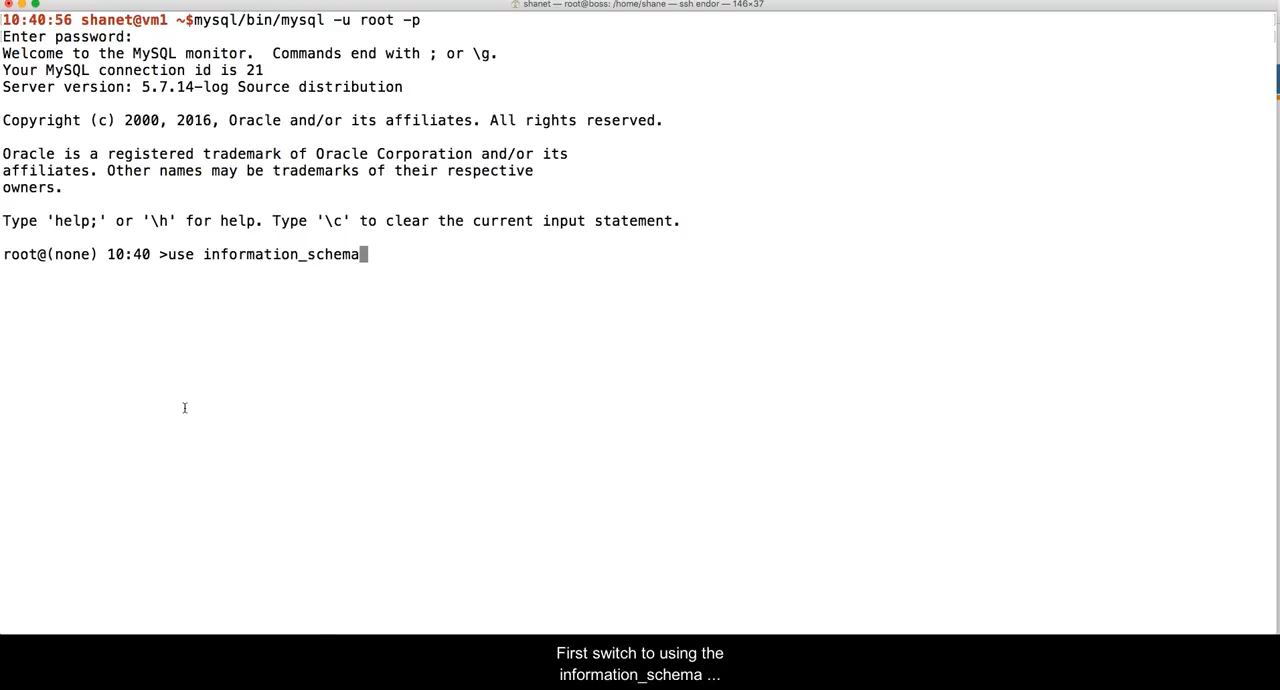 shanet — root@boss: /home/shane — ssh endor — 146×37
10:40:56 shanet@vm1 ~$mysql/bin/mysql -u root -p
Enter password:
Welcome to the MySQL monitor.  Commands end with ; or \g.
Your MySQL connection id is 21
Server version: 5.7.14-log Source distribution
Copyright (c) 2000, 2016, Oracle and/or its affiliates. All rights reserved.
Oracle is a registered trademark of Oracle Corporation and/or its
affiliates. Other names may be trademarks of their respective
owners.
Type 'help;' or '\h' for help. Type '\c' to clear the current input statement.
root@(none) 10:40 >use information_schema
First switch to using the
information_schema ...